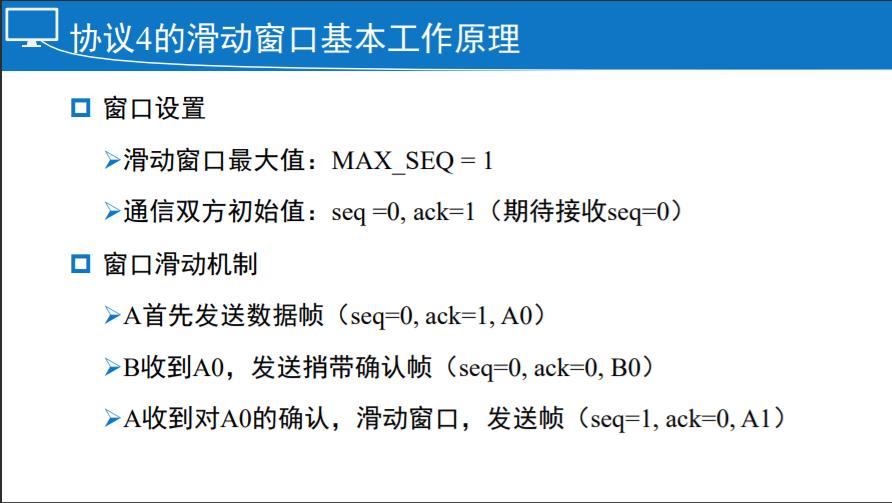 协议4的滑动窗口基本工作原理
窗口设置
滑动窗口最大值：MAX_SEQ = 1
通信双方初始值：seq =0, ack=1（期待接收seq=0）
窗口滑动机制
A首先发送数据帧（seq=0, ack=1, A0）
B收到A0，发送捎带确认帧（seq=0, ack=0, B0）
A收到对A0的确认，滑动窗口，发送帧（seq=1, ack=0, A1）